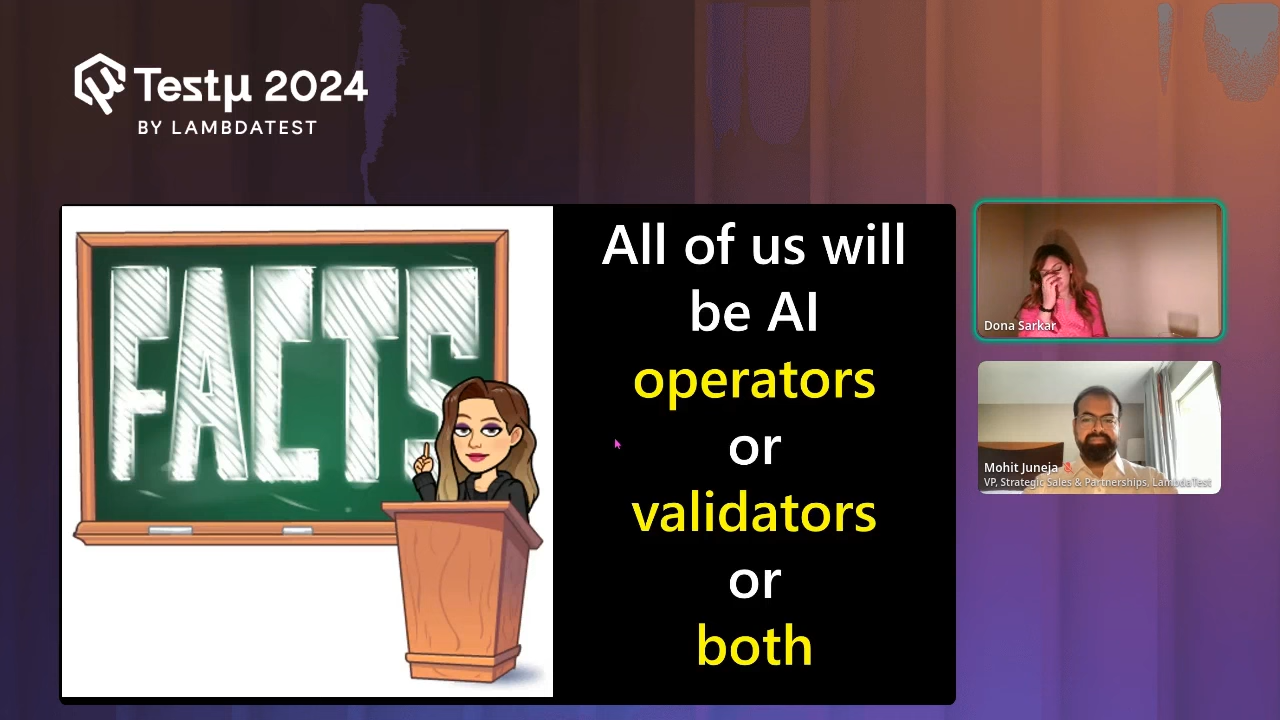 Testμ 2024
BY LAMBDATEST
FACTS
All of us will
be AI
operators
or
validators
or
both
Dona Sarkar
Mohit Juneja
VP, Strategic Sales & Partnerships, LambdaTest